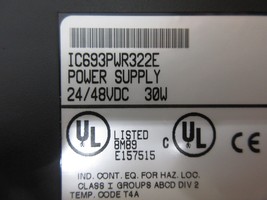 IC693PWR322E
POWER SUPPLY
24/48VDC 30W
UL LISTED C UL
8M89
E157515
IND. CONT. EQ. FOR HAZ. LOC.
CLASS I GROUPS ABCD DIV 2
TEMP. CODE T4A